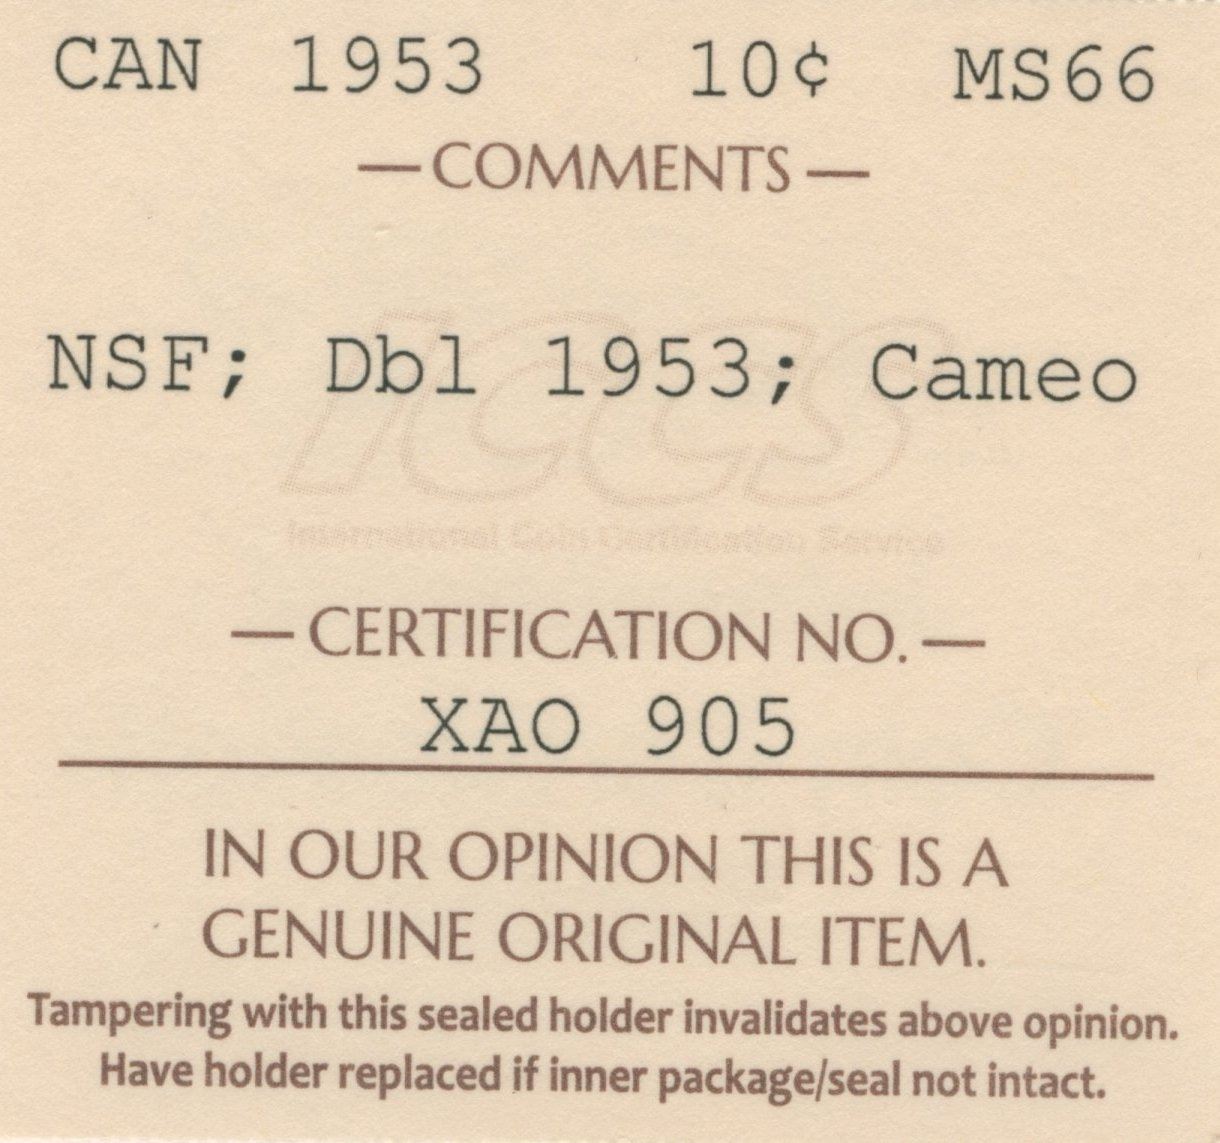 CAN 1953 10¢ MS66
— COMMENTS —
NSF; Dbl 1953; Cameo
ICCS
International Coin Certification Service
— CERTIFICATION NO. —
XAO 905
IN OUR OPINION THIS IS A
GENUINE ORIGINAL ITEM.
Tampering with this sealed holder invalidates above opinion.
Have holder replaced if inner package/seal not intact.